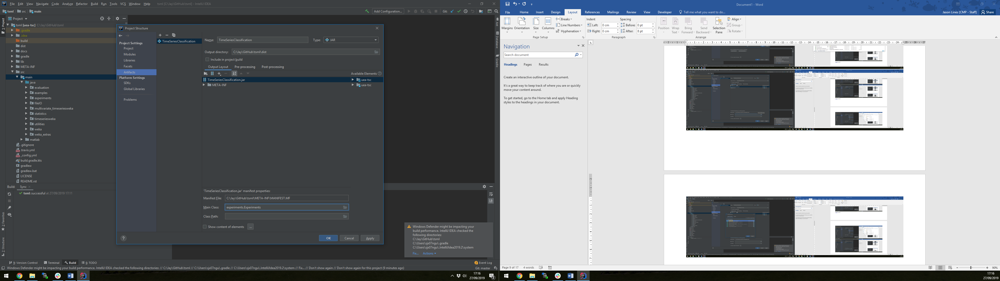 File Edit View Navigate Code Analyze Refactor Build Run Tools VCS Window Help tsml [C:\Jay\GitHub\tsml] - IntelliJ IDEA
tsml src main
Add Configuration... Git:
Project
1: Project
tsml [uea-tsc] C:\Jay\GitHub\tsml
.gradle
.idea
build
dist
docs
gradle
lib
META-INF
src
main
java
evaluation
examples
experiments
fileIO
multivariate_timeseriesweka
statistics
timeseriesweka
utilities
weka
weka_extras
matlab
.gitignore
.travis.yml
_config.yml
build.gradle.kts
gradlew
gradlew.bat
LICENSE
README.rst
Project Structure
Project Settings
Project
Modules
Libraries
Facets
Artifacts
Platform Settings
SDKs
Global Libraries
Problems
TimeSeriesClassification
Name: TimeSeriesClassification Type: JAR
Output directory: C:\Jay\GitHub\tsml\dist
Include in project build
Output Layout Pre-processing Post-processing
Available Elements
TimeSeriesClassification.jar
META-INF
uea-tsc
uea-tsc
'TimeSeriesClassification.jar' manifest properties:
Manifest File: C:\Jay\GitHub\tsml\META-INF\MANIFEST.MF
Main Class: experiments.Experiments
Class Path:
Show content of elements ...
OK Cancel Apply
Ant
Database
Gradle
Build: Sync
tsml: successful at 27/09/2019 17:11
2: Favorites
7: Structure
Windows Defender might be impacting your
build performance. IntelliJ IDEA checked the
following directories:
C:\Jay\GitHub\tsml
C:\Users\sjx07ngu\.gradle
C:\Users\sjx07ngu\.IntelliJIdea2019.2\system
Fix... Actions
9: Version Control Terminal Build 6: TODO
2 Event Log
Windows Defender might be impacting your build performance. IntelliJ IDEA checked the following directories: // C:\Jay\GitHub\tsml // C:\Users\sjx07ngu\.gradle // C:\Users\sjx07ngu\.IntelliJIdea2019.2\system // Fix... // Don't show again // Don't show again for this project (9 minutes ago)
Git: master
17:16
27/09/2019
2
Document1 - Word
File Home Insert Design Layout References Mailings Review View Developer Tell me what you want to do...
Jason Lines (CMP - Staff) Share
Margins Orientation Size Columns
Breaks
Line Numbers
Hyphenation
Page Setup
Indent
Left: 0 cm
Right: 0 cm
Spacing
Before: 0 pt
After: 8 pt
Paragraph
Position Wrap Text Bring Forward Send Backward Selection Pane
Align
Group
Rotate
Arrange
Navigation
Search document
Headings Pages Results
Create an interactive outline of your document.
It's a great way to keep track of where you are or quickly
move your content around.
To get started, go to the Home tab and apply Heading
styles to the headings in your document.
Page 9 of 17 4 words
90%
17:16
27/09/2019